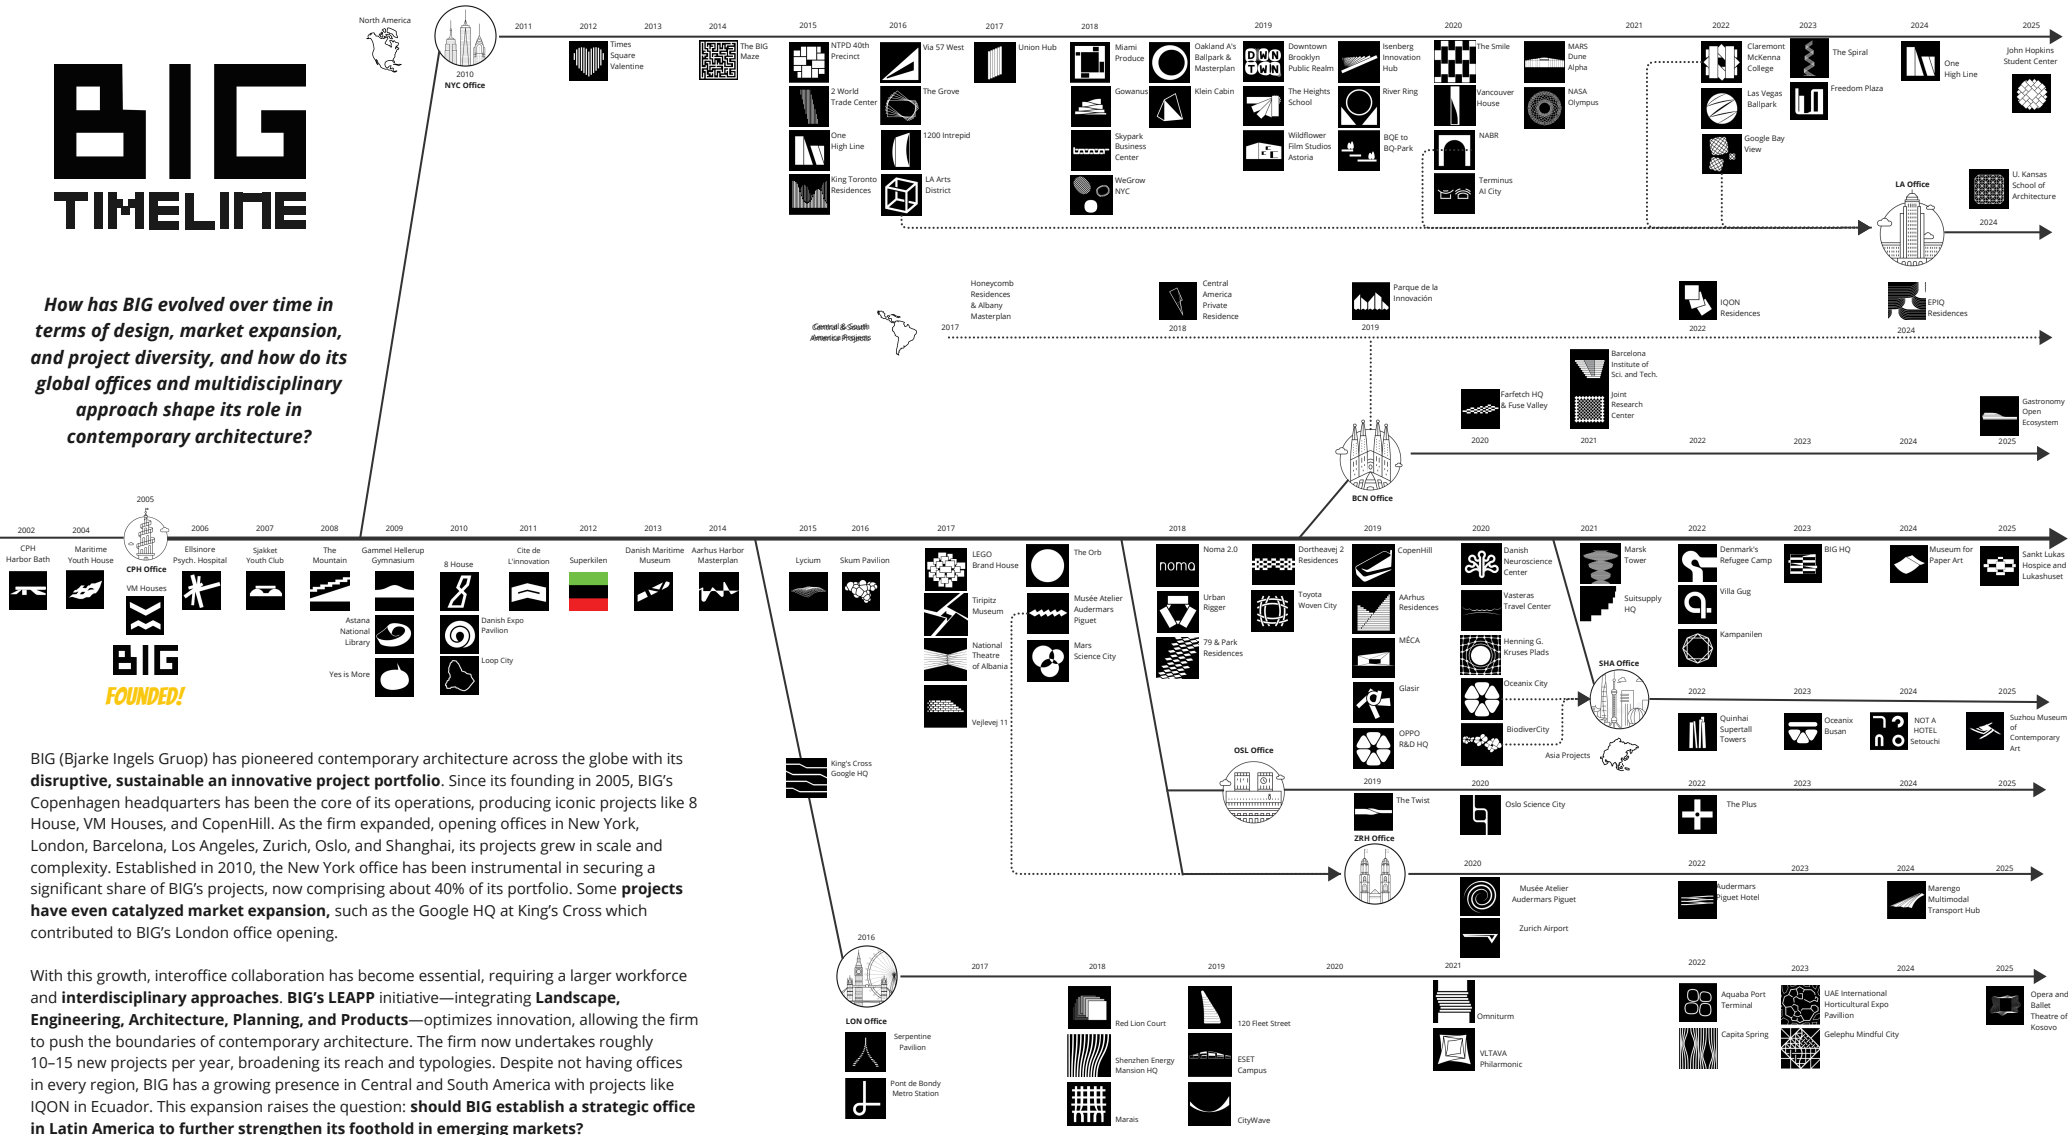 BIG
TIMELINE
How has BIG evolved over time in
terms of design, market expansion,
and project diversity, and how do its
global offices and multidisciplinary
approach shape its role in
contemporary architecture?
North America
2010
NYC Office
2011
2012
2013
2014
2015
2016
2017
2018
2019
2020
2021
2022
2023
2024
2025
Times
Square
Valentine
The BIG
Maze
NTPD 40th
Precinct
2 World
Trade Center
One
High Line
King Toronto
Residences
Via 57 West
The Grove
1200 Intrepid
LA Arts
District
Union Hub
Miami
Produce
Gowanus
Skypark
Business
Center
WeGrow
NYC
Oakland A's
Ballpark &
Masterplan
Klein Cabin
Downtown
Brooklyn
Public Realm
DWN
TWN
The Heights
School
Wildflower
Film Studios
Astoria
Isenberg
Innovation
Hub
River Ring
BQE to
BQ-Park
The Smile
Vancouver
House
NABR
Terminus
AI City
MARS
Dune
Alpha
NASA
Olympus
Claremont
McKenna
College
Las Vegas
Ballpark
Google Bay
View
The Spiral
Freedom Plaza
One
High Line
John Hopkins
Student Center
LA Office
U. Kansas
School of
Architecture
2024
Central & South
America Projects
Honeycomb
Residences
& Albany
Masterplan
2017
Central
America
Private
Residence
2018
Parque de la
Innovación
2019
IQON
Residences
2022
EPIQ
Residences
2024
BCN Office
Farfetch HQ
& Fuse Valley
Barcelona
Institute of
Sci. and Tech.
Joint
Research
Center
Gastronomy
Open
Ecosystem
2020
2021
2022
2023
2024
2025
2002
2004
2005
2006
2007
2008
2009
2010
2011
2012
2013
2014
2015
2016
2017
2018
2019
2020
2021
2022
2023
2024
2025
CPH
Harbor Bath
Maritime
Youth House
CPH Office
VM Houses
BIG
FOUNDED!
Ellsinore
Psych. Hospital
Sjakket
Youth Club
The
Mountain
Gammel Hellerup
Gymnasium
Astana
National
Library
Yes is More
8 House
Danish Expo
Pavilion
Loop City
Cite de
L'innovation
Superkilen
Danish Maritime
Museum
Aarhus Harbor
Masterplan
Lycium
Skum Pavilion
LEGO
Brand House
Tiripitz
Museum
National
Theatre
of Albania
Vejlevej 11
The Orb
Musée Atelier
Audermars
Piguet
Mars
Science City
noma
Noma 2.0
Urban
Rigger
79 & Park
Residences
Dortheavej 2
Residences
Toyota
Woven City
CopenHill
AArhus
Residences
MÉCA
Glasir
OPPO
R&D HQ
Danish
Neuroscience
Center
Vasteras
Travel Center
Henning G.
Kruses Plads
Oceanix City
BiodiverCity
Marsk
Tower
Suitsupply
HQ
Denmark's
Refugee Camp
Villa Gug
Kampanilen
BIG HQ
Museum for
Paper Art
Sankt Lukas
Hospice and
Lukashuset
SHA Office
Asia Projects
2022
2023
2024
2025
Quinhai
Supertall
Towers
Oceanix
Busan
NOT A
HOTEL
Setouchi
Suzhou Museum
of
Contemporary
Art
OSL Office
2019
2020
2022
2023
2024
2025
The Twist
Oslo Science City
The Plus
ZRH Office
2020
2022
2023
2024
2025
Musée Atelier
Audermars Piguet
Zurich Airport
Audermars
Piguet Hotel
Marengo
Multimodal
Transport Hub
King's Cross
Google HQ
2016
LON Office
Serpentine
Pavilion
Pont de Bondy
Metro Station
2017
2018
2019
2020
2021
2022
2023
2024
2025
Red Lion Court
Shenzhen Energy
Mansion HQ
Marais
120 Fleet Street
ESET
Campus
CityWave
Omniturm
VLTAVA
Philarmonic
Aquaba Port
Terminal
Capita Spring
UAE International
Horticultural Expo
Pavillion
Gelephu Mindful City
Opera and
Ballet
Theatre of
Kosovo
BIG (Bjarke Ingels Gruop) has pioneered contemporary architecture across the globe with its
disruptive, sustainable an innovative project portfolio. Since its founding in 2005, BIG's
Copenhagen headquarters has been the core of its operations, producing iconic projects like 8
House, VM Houses, and CopenHill. As the firm expanded, opening offices in New York,
London, Barcelona, Los Angeles, Zurich, Oslo, and Shanghai, its projects grew in scale and
complexity. Established in 2010, the New York office has been instrumental in securing a
significant share of BIG's projects, now comprising about 40% of its portfolio. Some projects
have even catalyzed market expansion, such as the Google HQ at King's Cross which
contributed to BIG's London office opening.
With this growth, interoffice collaboration has become essential, requiring a larger workforce
and interdisciplinary approaches. BIG's LEAPP initiative—integrating Landscape,
Engineering, Architecture, Planning, and Products—optimizes innovation, allowing the firm
to push the boundaries of contemporary architecture. The firm now undertakes roughly
10–15 new projects per year, broadening its reach and typologies. Despite not having offices
in every region, BIG has a growing presence in Central and South America with projects like
IQON in Ecuador. This expansion raises the question: should BIG establish a strategic office
in Latin America to further strengthen its foothold in emerging markets?